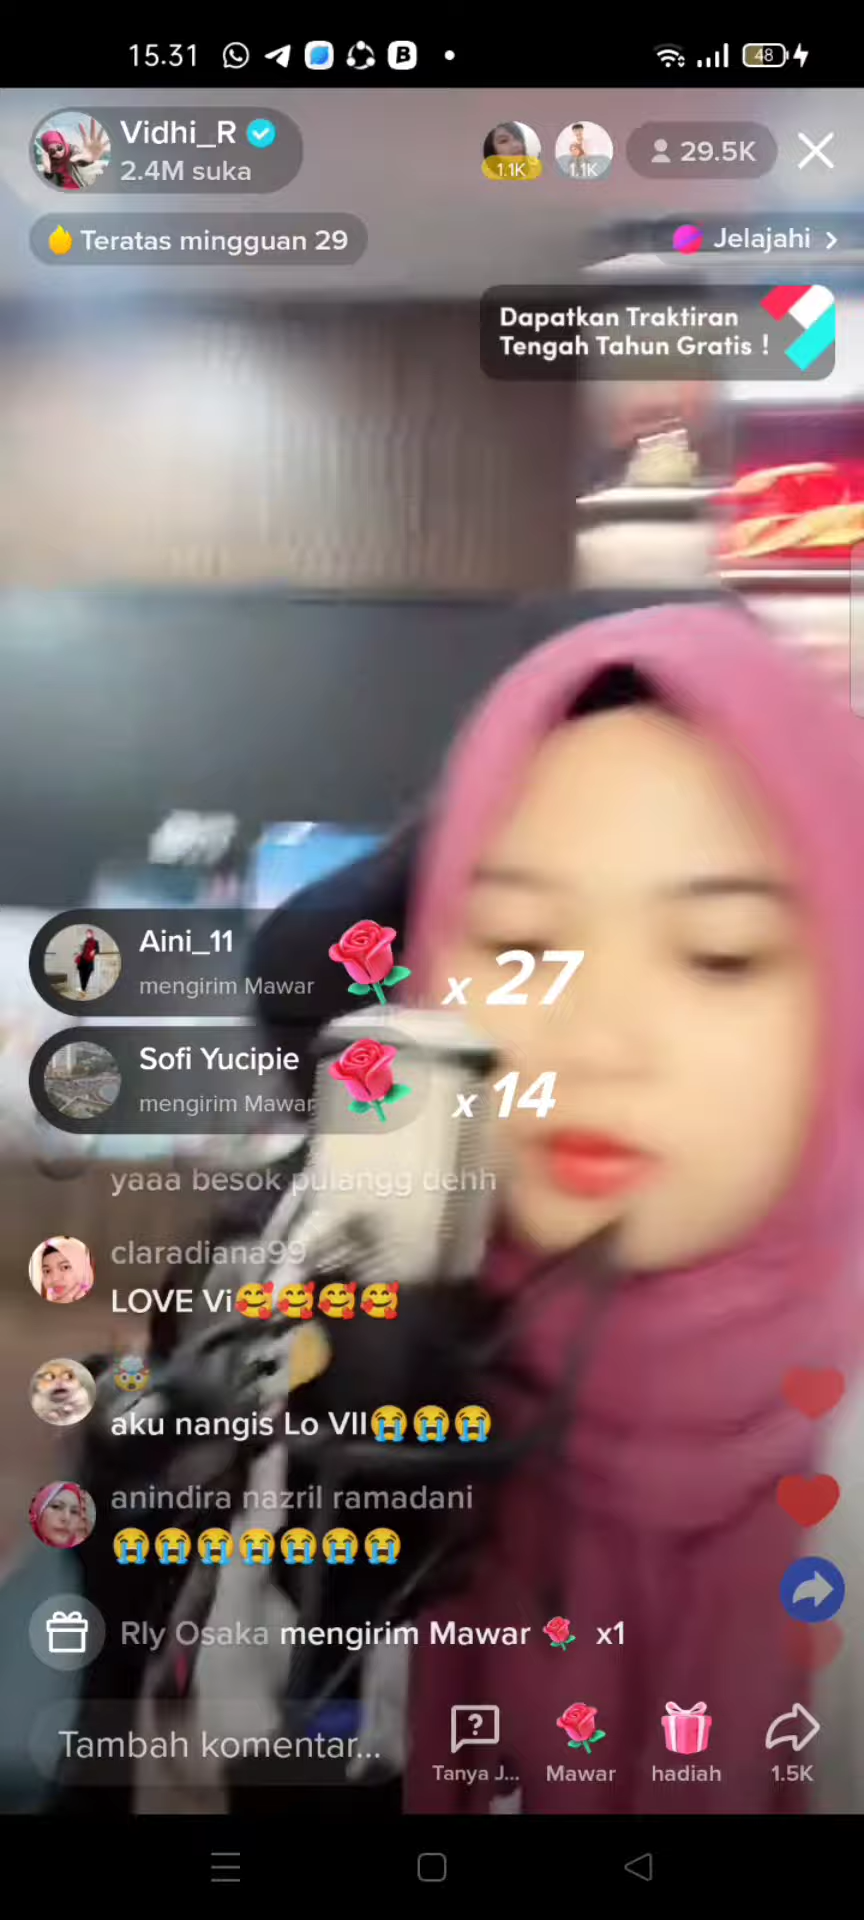 15.31
B
48
Vidhi_R
2.4M suka
1.1K
1.1K
29.5K
Teratas mingguan 29
Jelajahi >
Dapatkan Traktiran
Tengah Tahun Gratis !
Aini_11
mengirim Mawar
x 27
Sofi Yucipie
mengirim Mawar
x 14
yaaa besok pulangg dehh
claradiana99
LOVE Vi🥰🥰🥰🥰
🤯
aku nangis Lo VII😭😭😭
anindira nazril ramadani
😭😭😭😭😭😭😭
Rly Osaka mengirim Mawar 🌹 x1
Tambah komentar...
Tanya J...
Mawar
hadiah
1.5K